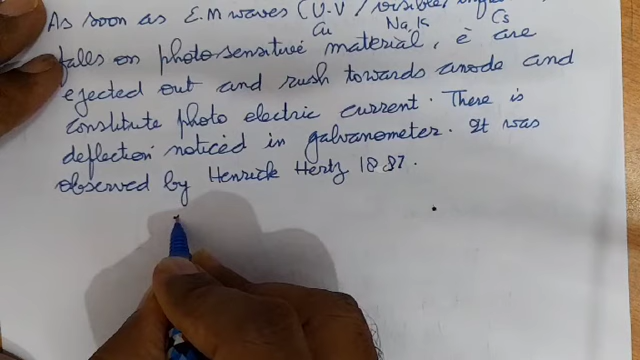 As soon as E.M waves (U.V / visible /
Cu Na, K Cs
falls on photosensitive material, ē are
ejected out and rush towards anode and
constitute photo electric current. There is
deflection noticed in galvanometer. It was
observed by Henrick Hertz 1887.